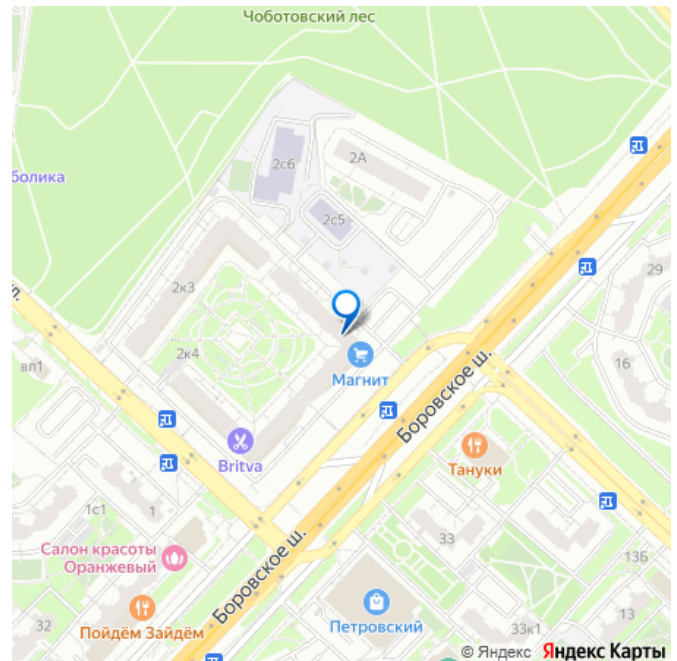 Чоботовский лес
2А
2с6
болика
2с5
29
2к3
л.
2к4
16
вл1
Магнит
Боровское ш.
Britva
Тануки
1с1
1
33
Салон красоты
Оранжевый
13Б
Боровское ш.
32
Пойдём Зайдём
Петровский
33к1
13
© Яндекс Яндекс Карты